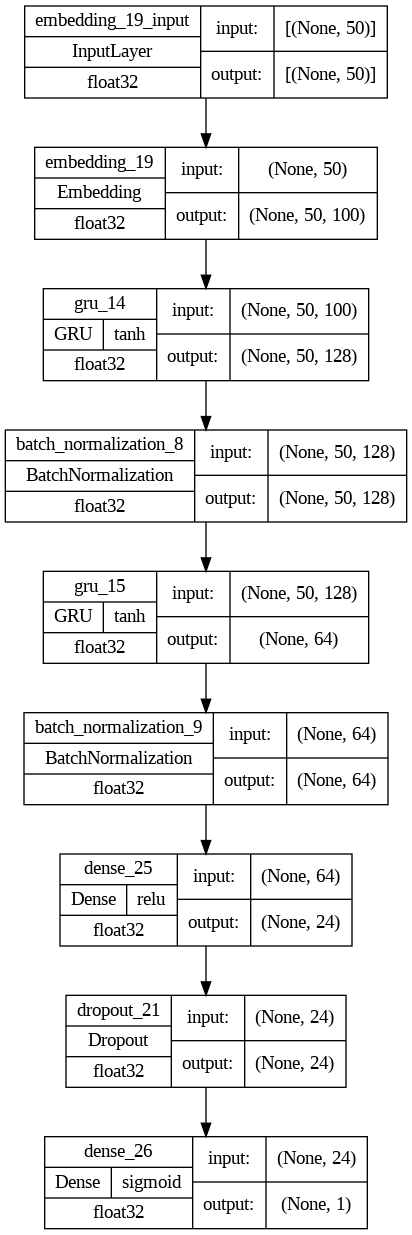 embedding_19_input input: [(None, 50)]
InputLayer
float32 output: [(None, 50)]
embedding_19 input: (None, 50)
Embedding
float32 output: (None, 50, 100)
gru_14 input: (None, 50, 100)
GRU tanh
float32 output: (None, 50, 128)
batch_normalization_8 input: (None, 50, 128)
BatchNormalization
float32 output: (None, 50, 128)
gru_15 input: (None, 50, 128)
GRU tanh
float32 output: (None, 64)
batch_normalization_9 input: (None, 64)
BatchNormalization
float32 output: (None, 64)
dense_25 input: (None, 64)
Dense relu
float32 output: (None, 24)
dropout_21 input: (None, 24)
Dropout
float32 output: (None, 24)
dense_26 input: (None, 24)
Dense sigmoid
float32 output: (None, 1)